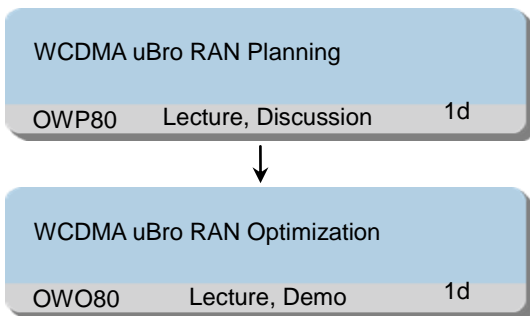 WCDMA uBro RAN Planning
OWP80 Lecture, Discussion 1d
WCDMA uBro RAN Optimization
OWO80 Lecture, Demo 1d